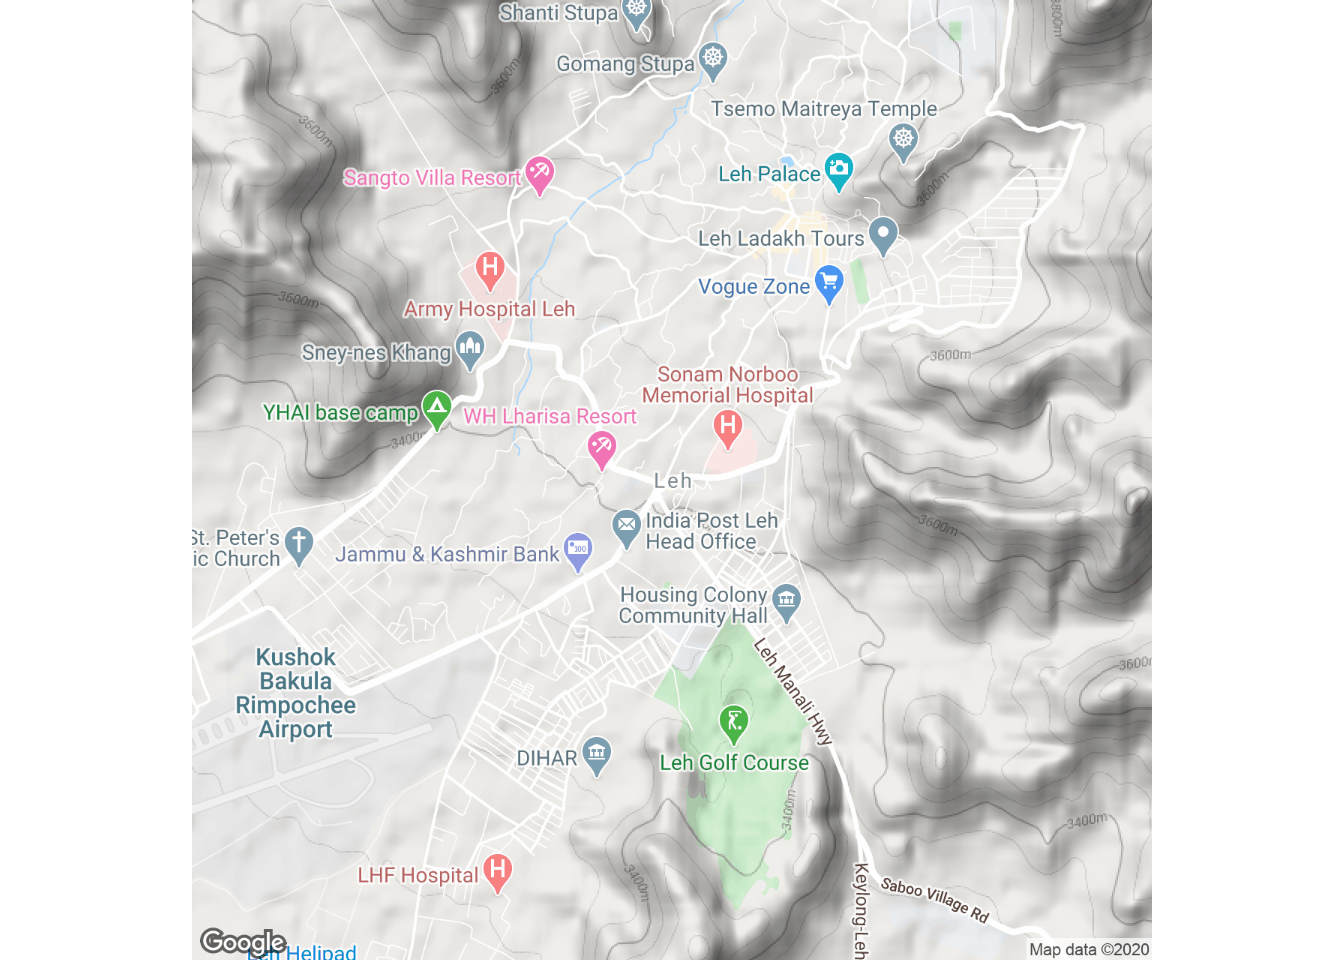 Shanti Stupa
3800m
Gomang Stupa
3600m
Tsemo Maitreya Temple
3600m
Leh Palace
Sangto Villa Resort
3600m
Leh Ladakh Tours
Vogue Zone
3600m
Army Hospital Leh
Sney-nes Khang
3600m
Sonam Norboo
Memorial Hospital
YHAI base camp
WH Lharisa Resort
3400m
Leh
India Post Leh
Head Office
3600m
St. Peter's
ic Church
Jammu & Kashmir Bank
100
Housing Colony
Community Hall
Kushok
Bakula
Rimpochee
Airport
Leh Manali Hwy
3600m
DIHAR
Leh Golf Course
3400m
3400m
LHF Hospital
3400m
Keylong-Leh
Saboo Village Rd
Google
Leh Helipad
Map data ©2020